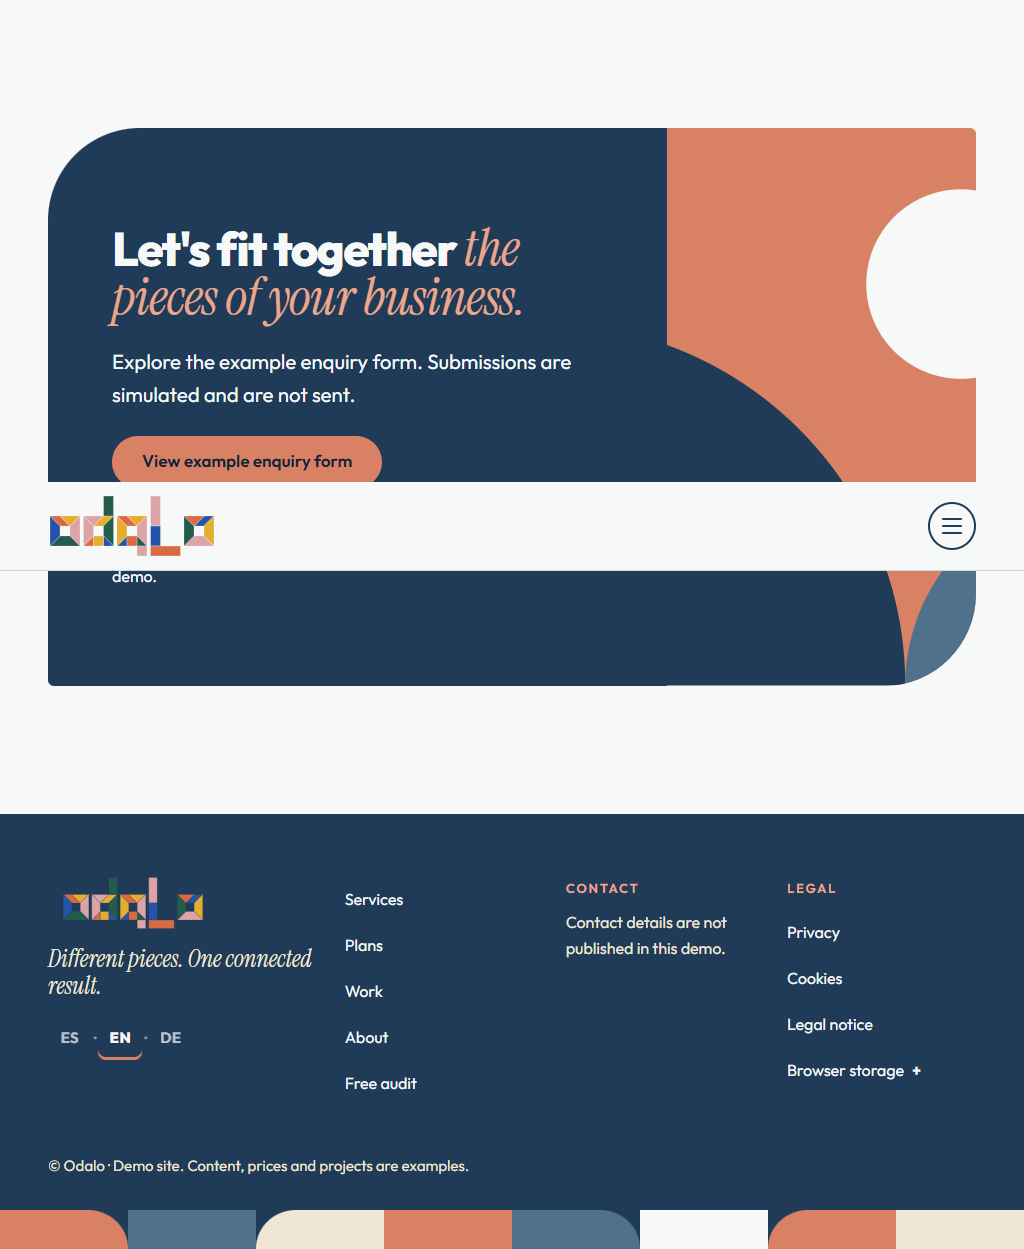 Let's fit together the
pieces of your business.
Explore the example enquiry form. Submissions are
simulated and are not sent.
View example enquiry form
odaLo
demo.
odaLo
Different pieces. One connected
result.
ES · EN · DE
Services
Plans
Work
About
Free audit
CONTACT
Contact details are not
published in this demo.
LEGAL
Privacy
Cookies
Legal notice
Browser storage +
© Odalo · Demo site. Content, prices and projects are examples.